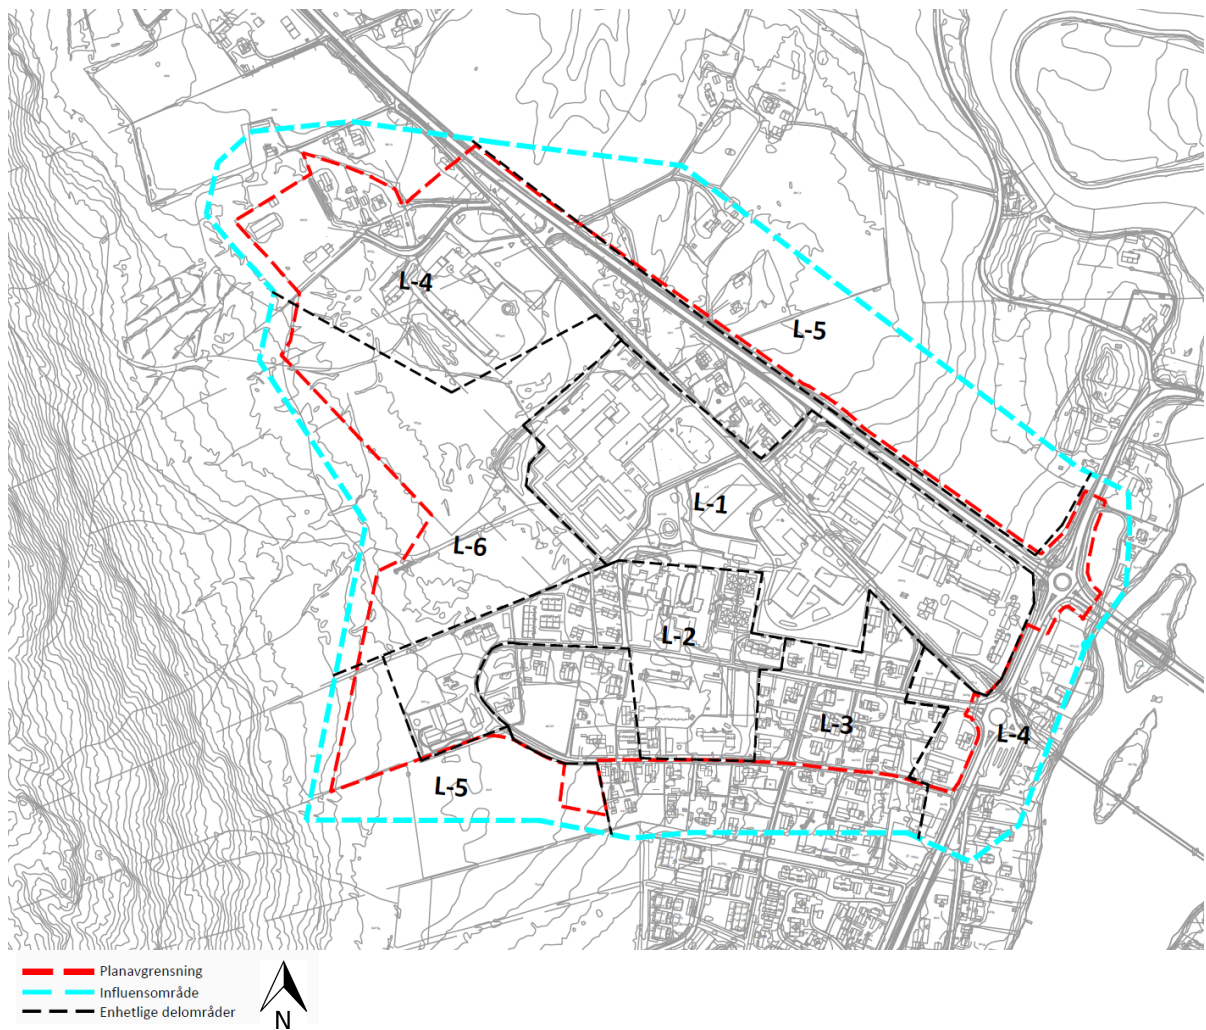 L-4
L-5
L-1
L-6
L-2
L-3
L-4
L-5
Planavgrensning
Influensområde
Enhetlige delområder
N